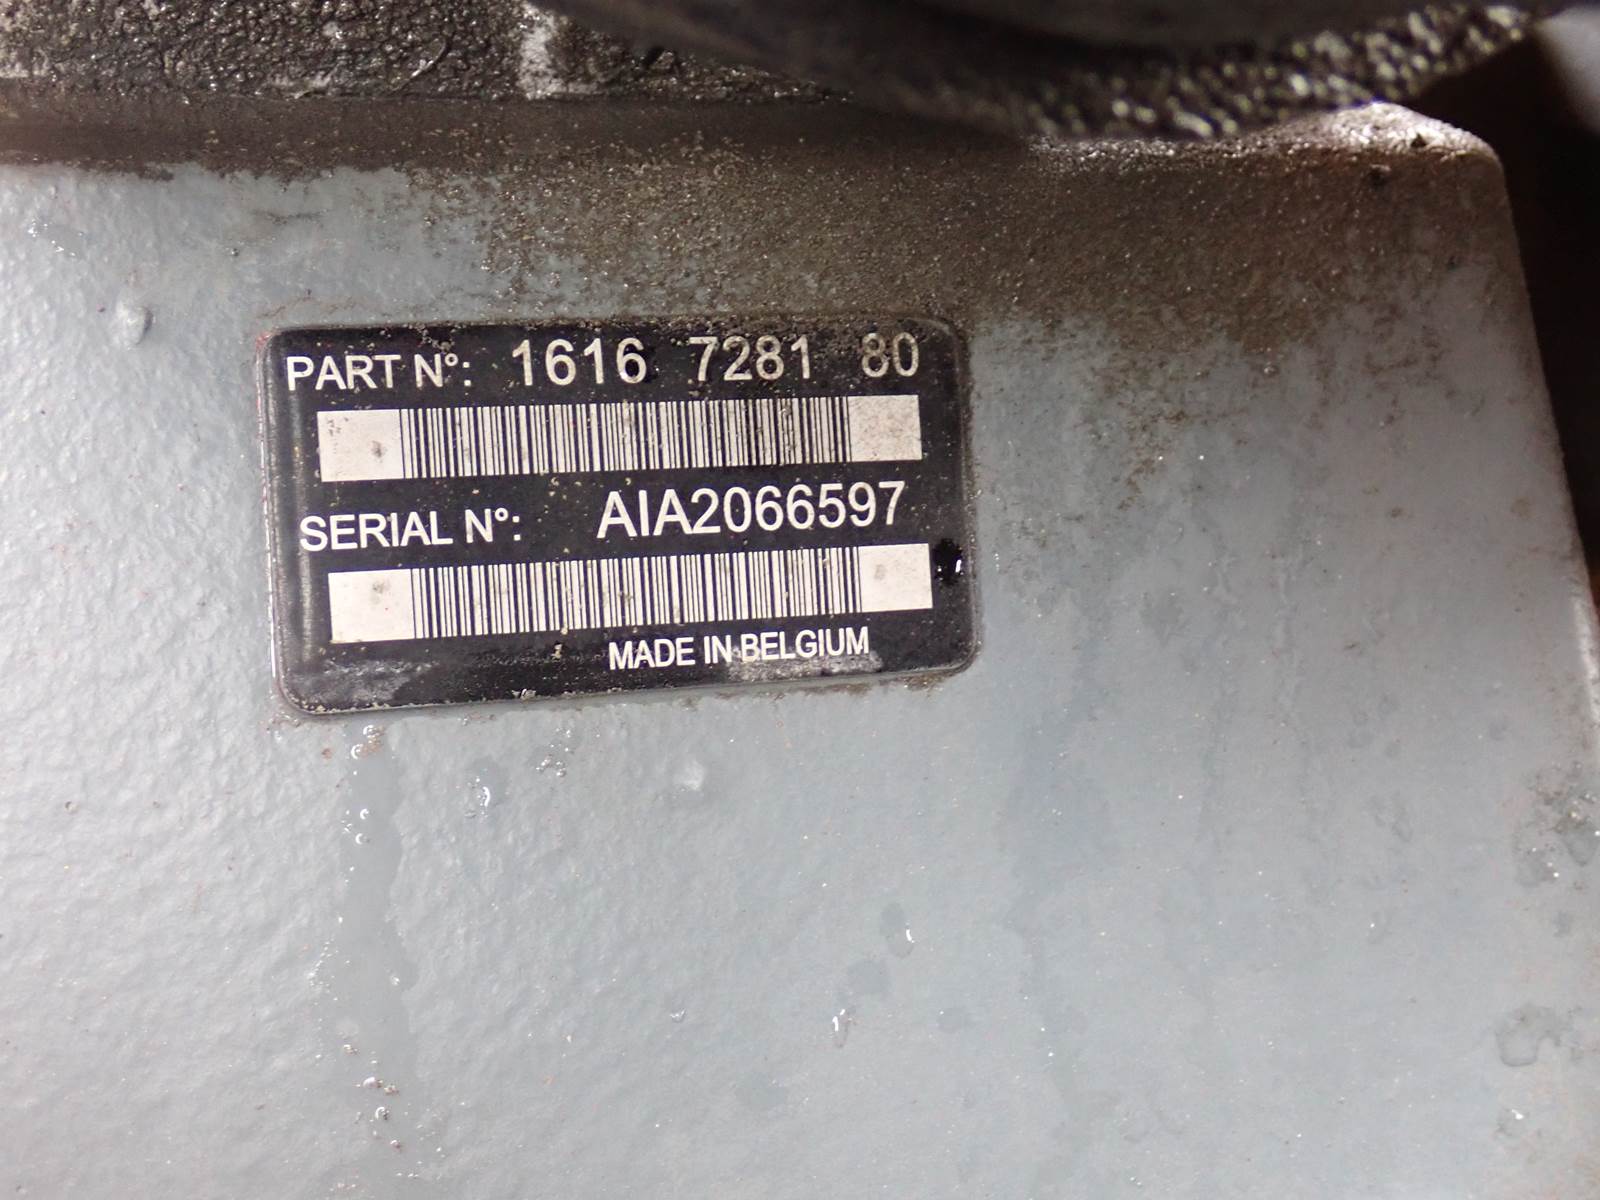 PART N°: 1616 7281 80
SERIAL N°: AIA2066597
MADE IN BELGIUM